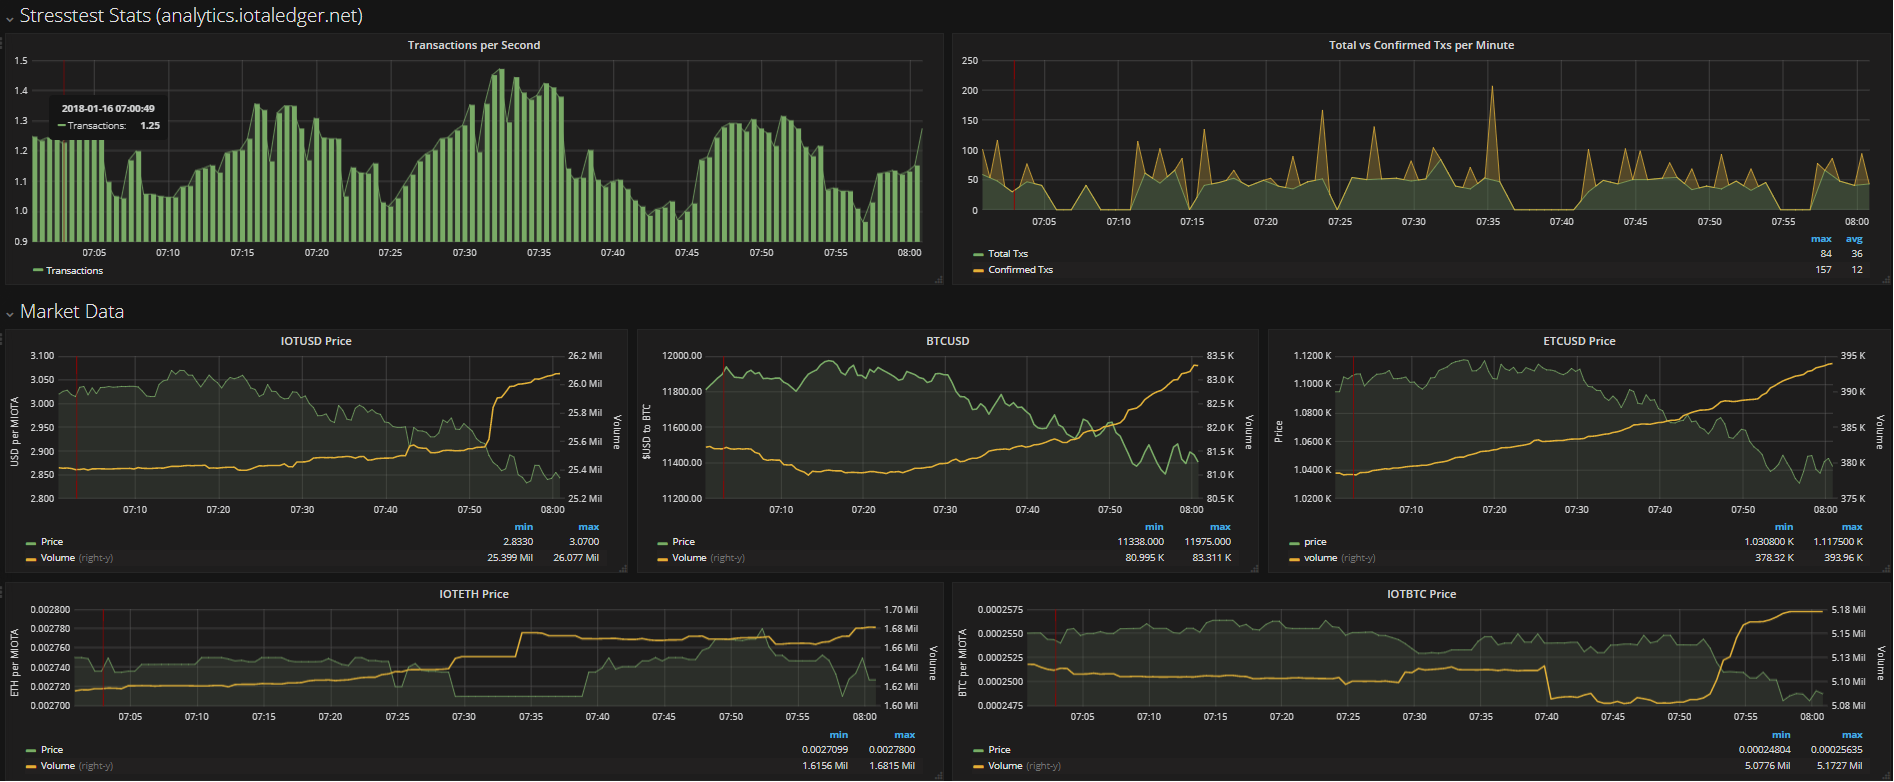 Stresstest Stats (analytics.iotaledger.net)
Transactions per Second
1.5
1.4
1.3
1.2
1.1
1.0
0.9
2018-01-16 07:00:49
Transactions: 1.25
07:05 07:10 07:15 07:20 07:25 07:30 07:35 07:40 07:45 07:50 07:55 08:00
Transactions
Total vs Confirmed Txs per Minute
250
200
150
100
50
0
07:05 07:10 07:15 07:20 07:25 07:30 07:35 07:40 07:45 07:50 07:55 08:00
max avg
Total Txs 84 36
Confirmed Txs 157 12
Market Data
IOTUSD Price
USD per MIOTA
3.100
3.050
3.000
2.950
2.900
2.850
2.800
26.2 Mil
26.0 Mil
25.8 Mil
25.6 Mil
25.4 Mil
25.2 Mil
Volume
07:10 07:20 07:30 07:40 07:50 08:00
min max
Price 2.8330 3.0700
Volume (right-y) 25.399 Mil 26.077 Mil
BTCUSD
$USD to BTC
12000.00
11800.00
11600.00
11400.00
11200.00
83.5 K
83.0 K
82.5 K
82.0 K
81.5 K
81.0 K
80.5 K
Volume
07:10 07:20 07:30 07:40 07:50 08:00
min max
Price 11338.000 11975.000
Volume (right-y) 80.995 K 83.311 K
ETCUSD Price
Price
1.1200 K
1.1000 K
1.0800 K
1.0600 K
1.0400 K
1.0200 K
395 K
390 K
385 K
380 K
375 K
Volume
07:10 07:20 07:30 07:40 07:50 08:00
min max
price 1.030800 K 1.117500 K
volume (right-y) 378.32 K 393.96 K
IOTETH Price
ETH per MIOTA
0.002800
0.002780
0.002760
0.002740
0.002720
0.002700
1.70 Mil
1.68 Mil
1.66 Mil
1.64 Mil
1.62 Mil
1.60 Mil
Volume
07:05 07:10 07:15 07:20 07:25 07:30 07:35 07:40 07:45 07:50 07:55 08:00
min max
Price 0.0027099 0.0027800
Volume (right-y) 1.6156 Mil 1.6815 Mil
IOTBTC Price
BTC per MIOTA
0.0002575
0.0002550
0.0002525
0.0002500
0.0002475
5.18 Mil
5.15 Mil
5.13 Mil
5.10 Mil
5.08 Mil
Volume
07:05 07:10 07:15 07:20 07:25 07:30 07:35 07:40 07:45 07:50 07:55 08:00
min max
Price 0.00024804 0.00025635
Volume (right-y) 5.0776 Mil 5.1727 Mil